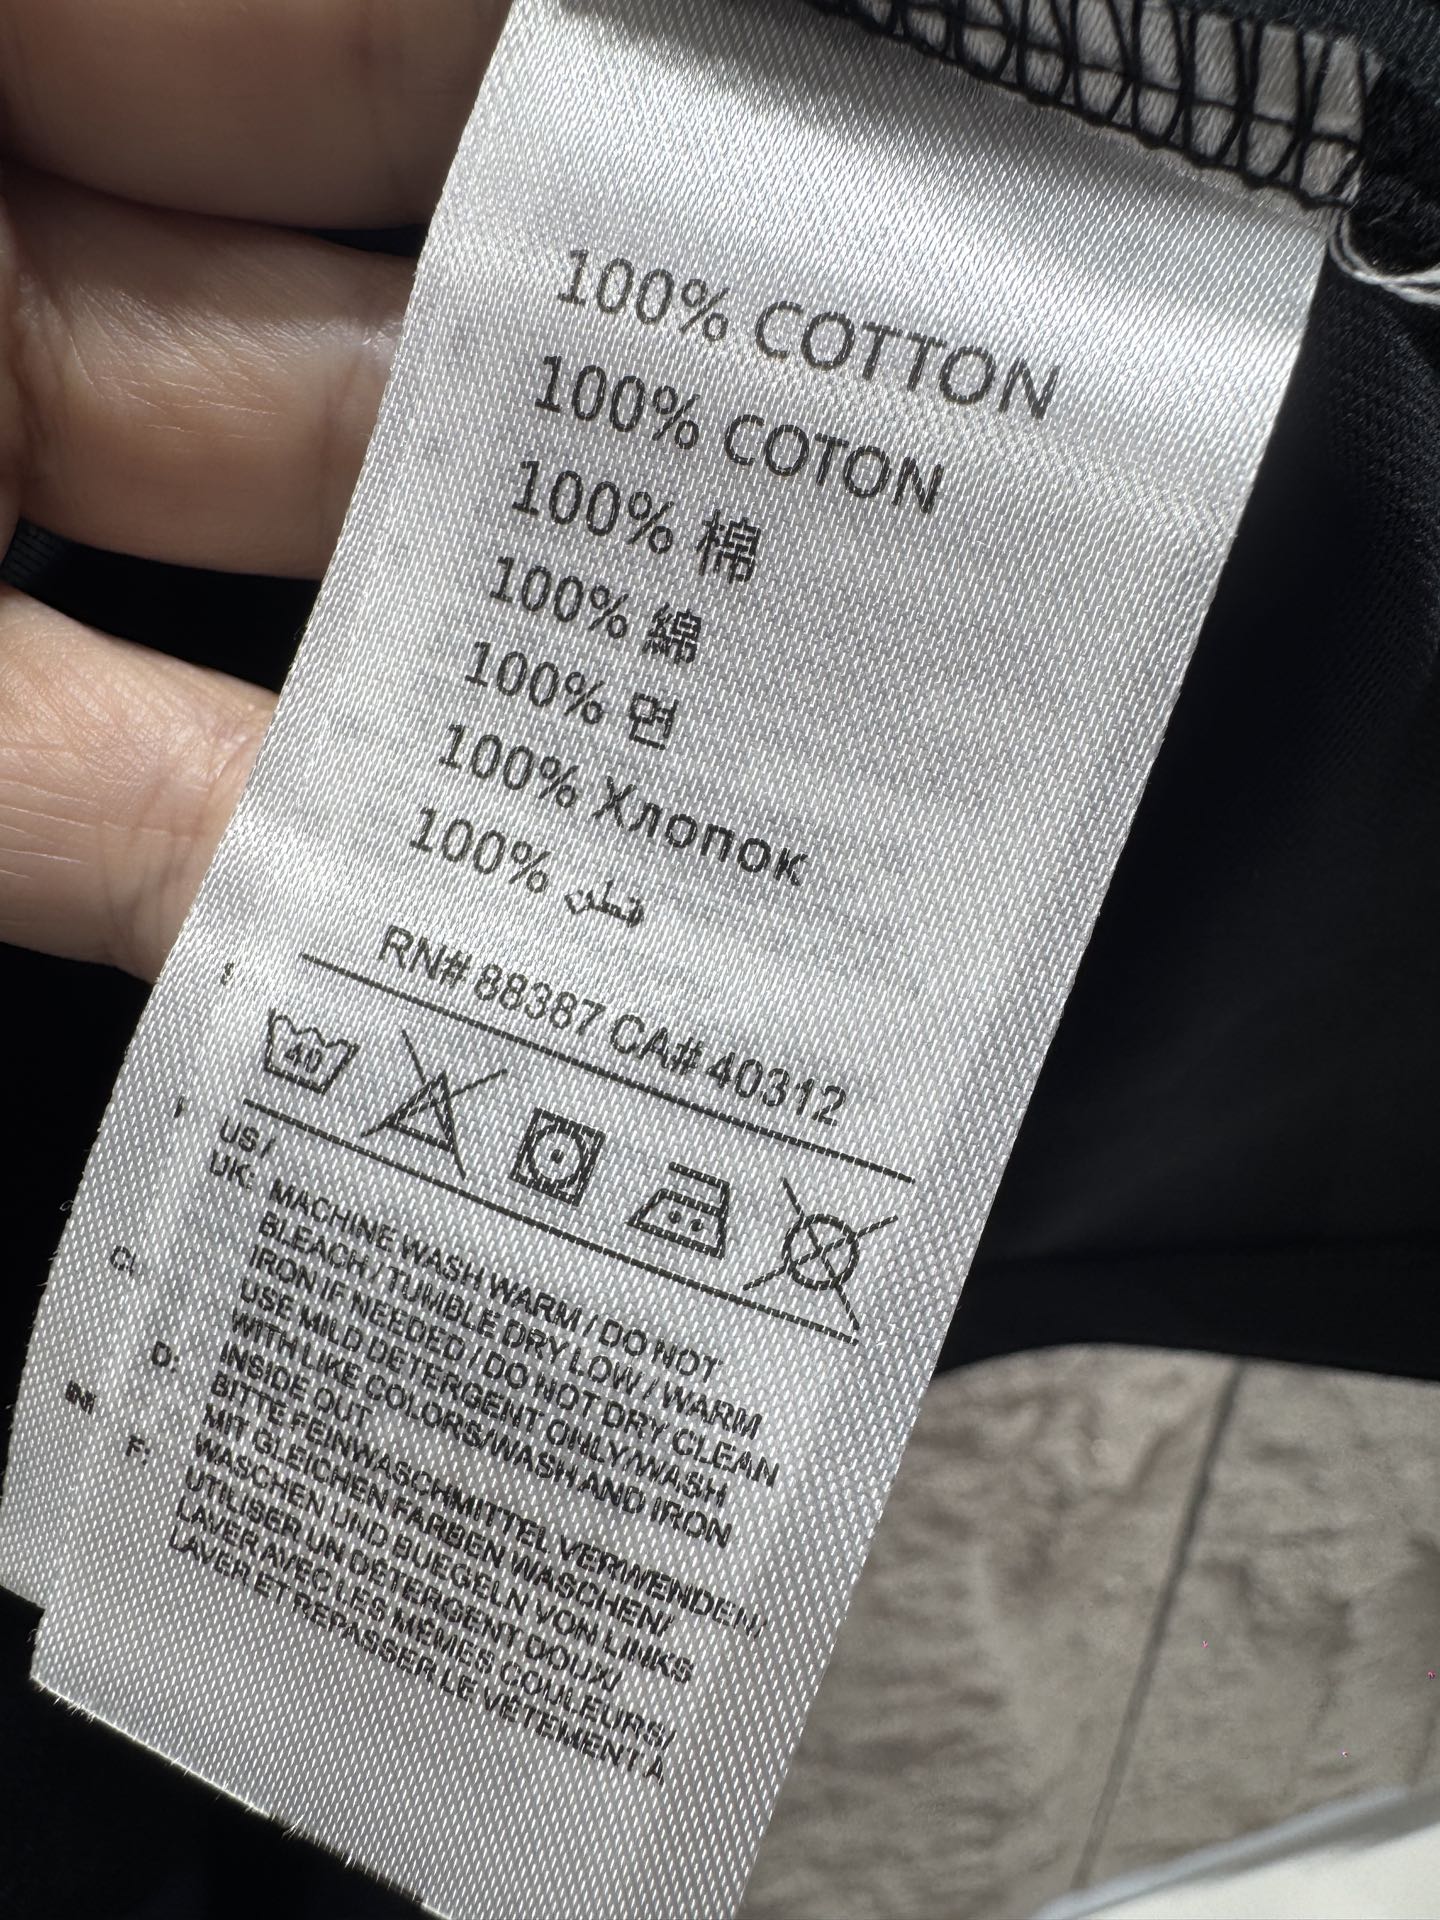 100% COTTON
100% COTON
100% 棉
100% 綿
100% 면
100% Хлопок
100% قطن
RN# 88387 CA# 40312
40
US/
UK: MACHINE WASH WARM / DO NOT
BLEACH / TUMBLE DRY LOW / WARM
IRON IF NEEDED / DO NOT DRY CLEAN
USE MILD DETERGENT ONLY/WASH
WITH LIKE COLORS/WASH AND IRON
INSIDE OUT
D: BITTE FEINWASCHMITTEL VERWENDEN/
MIT GLEICHEN FARBEN WASCHEN/
WASCHEN UND BUEGELN VON LINKS
F: UTILISER UN DÉTERGENT DOUX/
LAVER AVEC LES MÊMES COULEURS/
LAVER ET REPASSER LE VÊTEMENT À